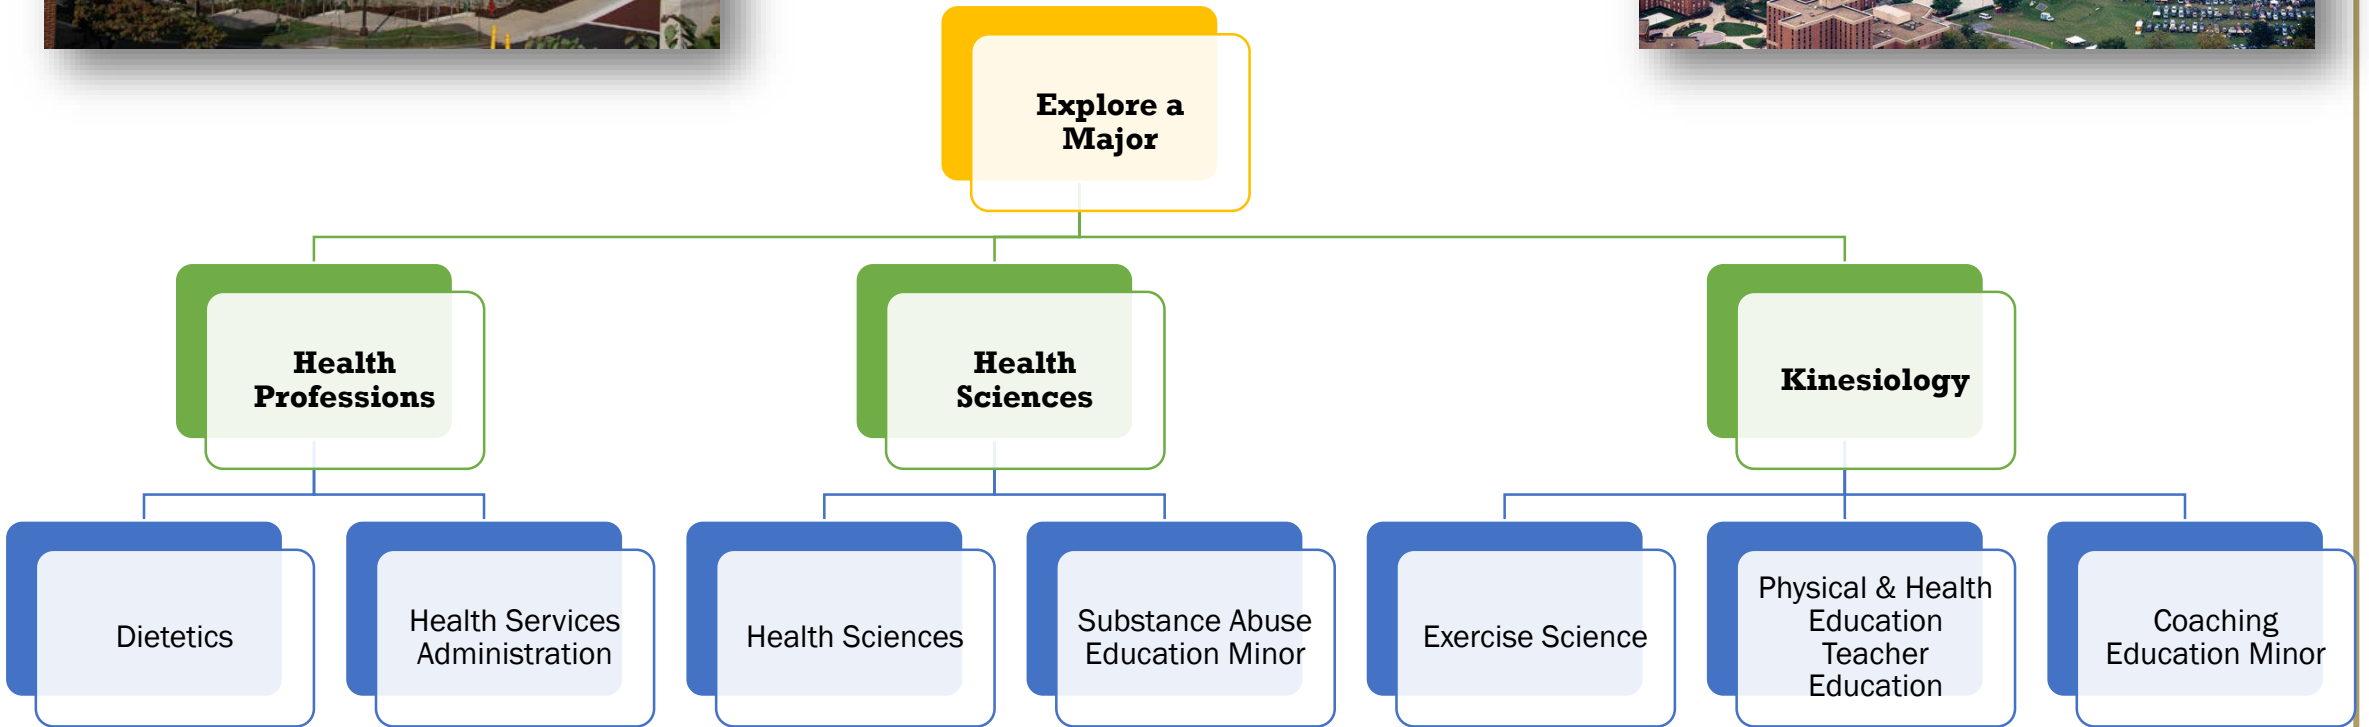 Explore a
Major
Health
Professions
Health
Sciences
Kinesiology
Dietetics
Health Services
Administration
Health Sciences
Substance Abuse
Education Minor
Exercise Science
Physical & Health
Education
Teacher
Education
Coaching
Education Minor